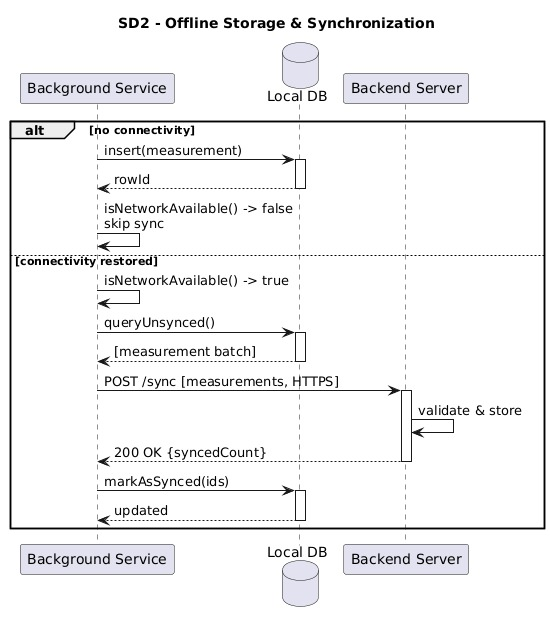 SD2 - Offline Storage & Synchronization
Background Service
Local DB
Backend Server
alt
[no connectivity]
insert(measurement)
rowId
isNetworkAvailable() -> false
skip sync
[connectivity restored]
isNetworkAvailable() -> true
queryUnsynced()
[measurement batch]
POST /sync [measurements, HTTPS]
validate & store
200 OK {syncedCount}
markAsSynced(ids)
updated
Background Service
Local DB
Backend Server